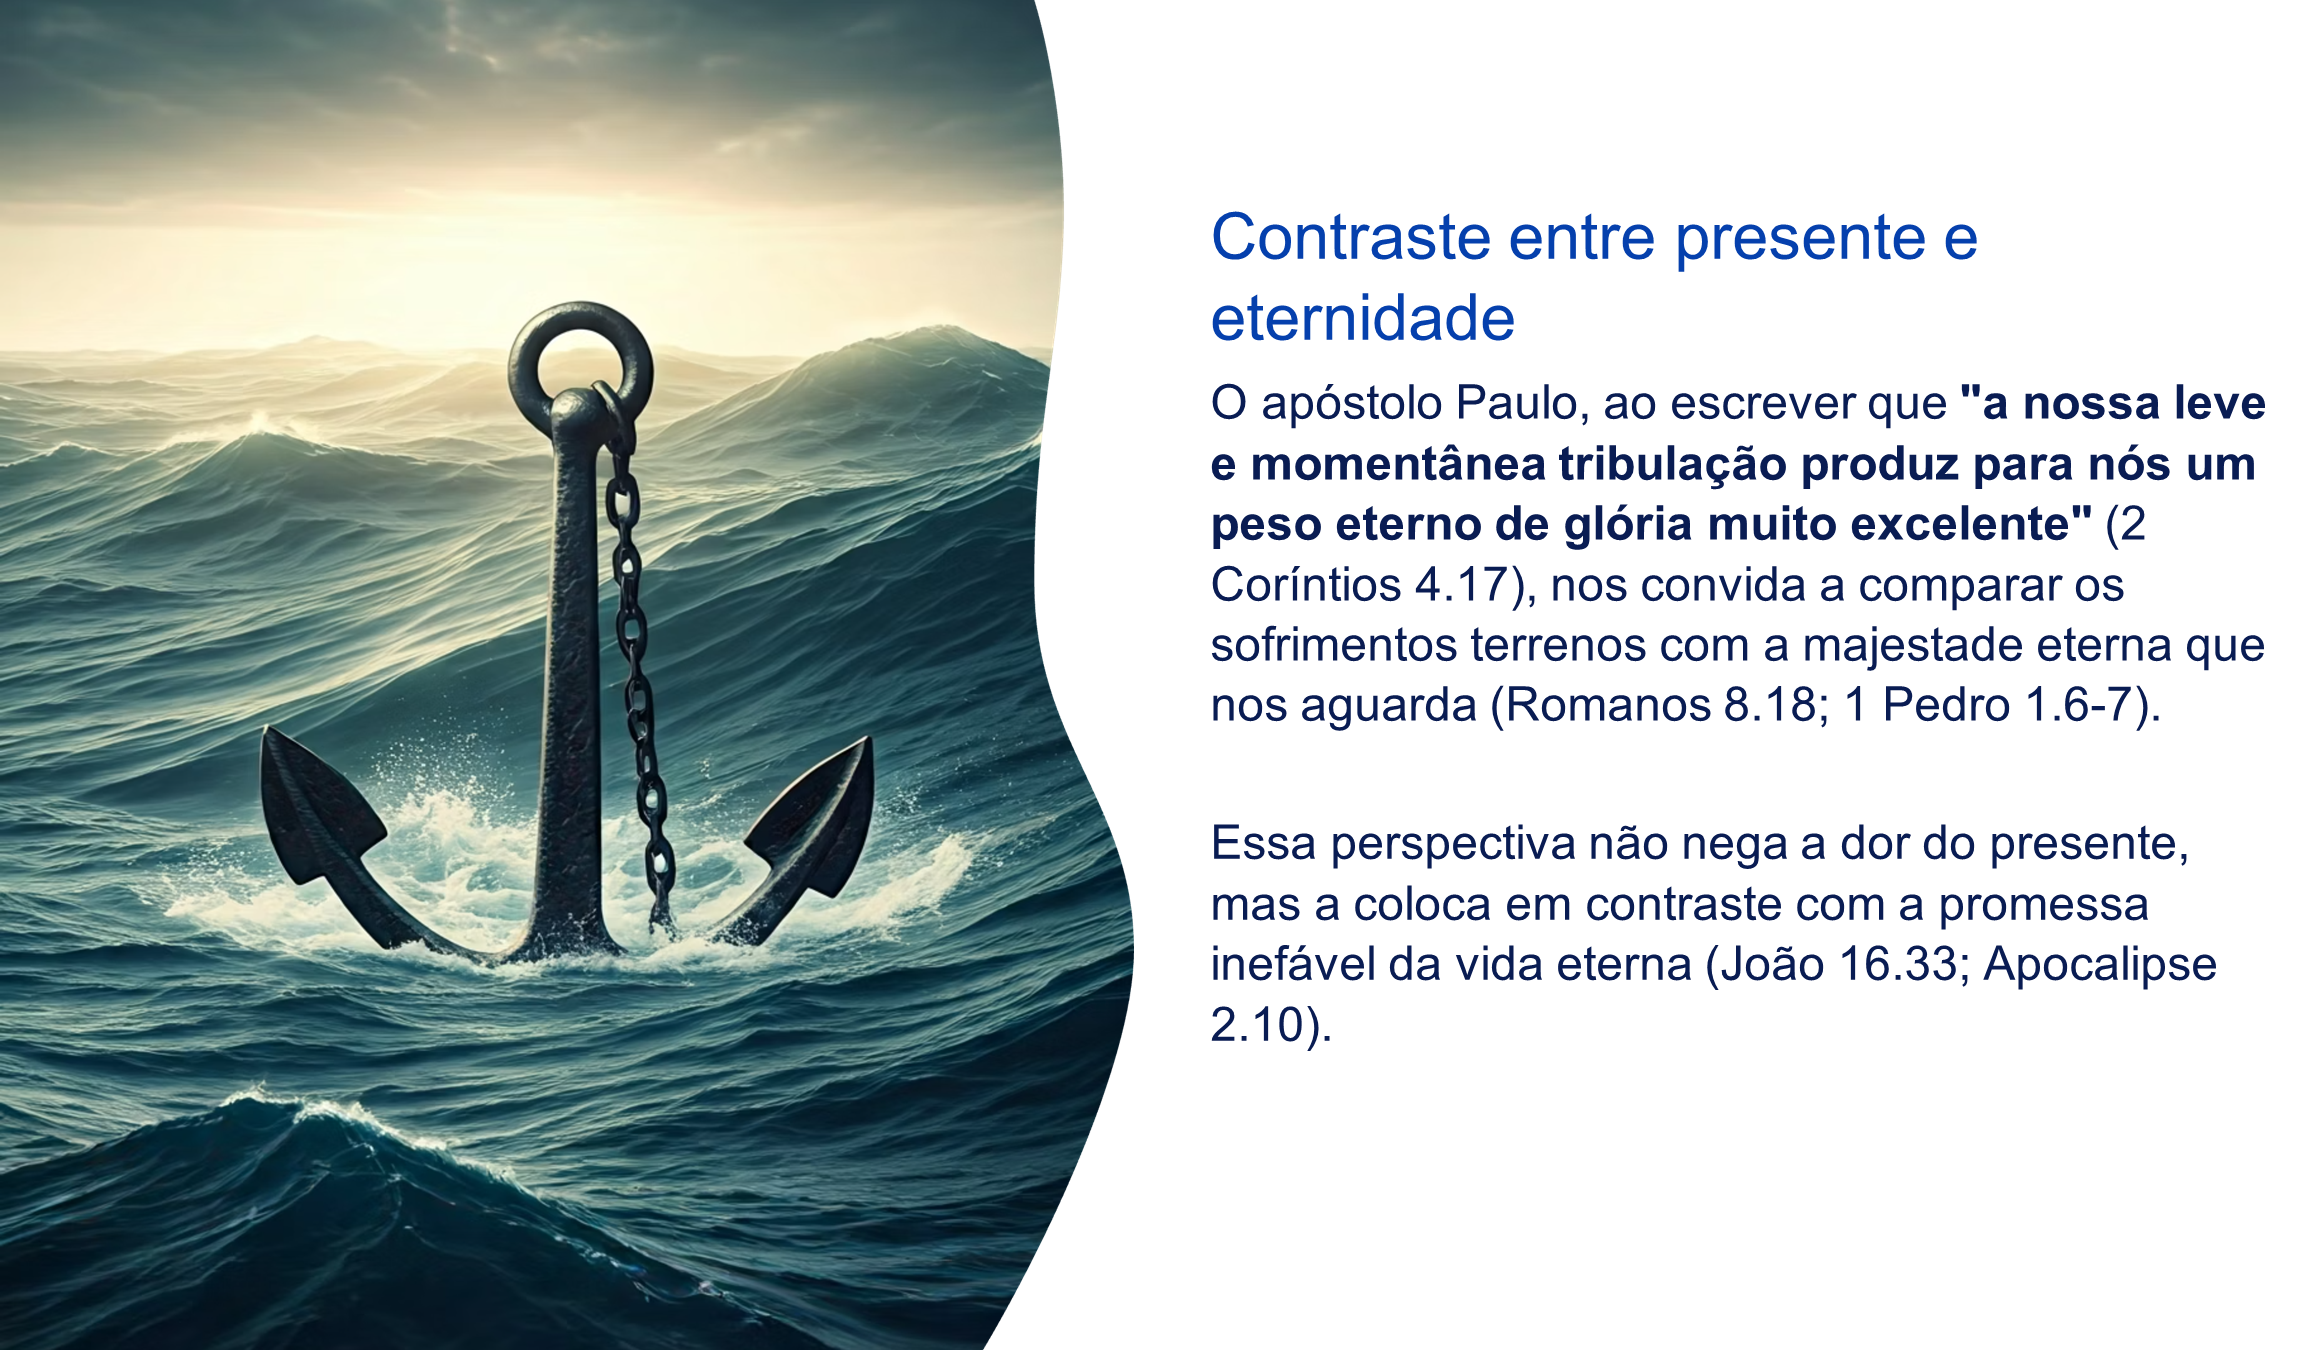 Contraste entre presente e
eternidade
O apóstolo Paulo, ao escrever que "a nossa leve
e momentânea tribulação produz para nós um
peso eterno de glória muito excelente" (2
Coríntios 4.17), nos convida a comparar os
sofrimentos terrenos com a majestade eterna que
nos aguarda (Romanos 8.18; 1 Pedro 1.6-7).
Essa perspectiva não nega a dor do presente,
mas a coloca em contraste com a promessa
inefável da vida eterna (João 16.33; Apocalipse
2.10).